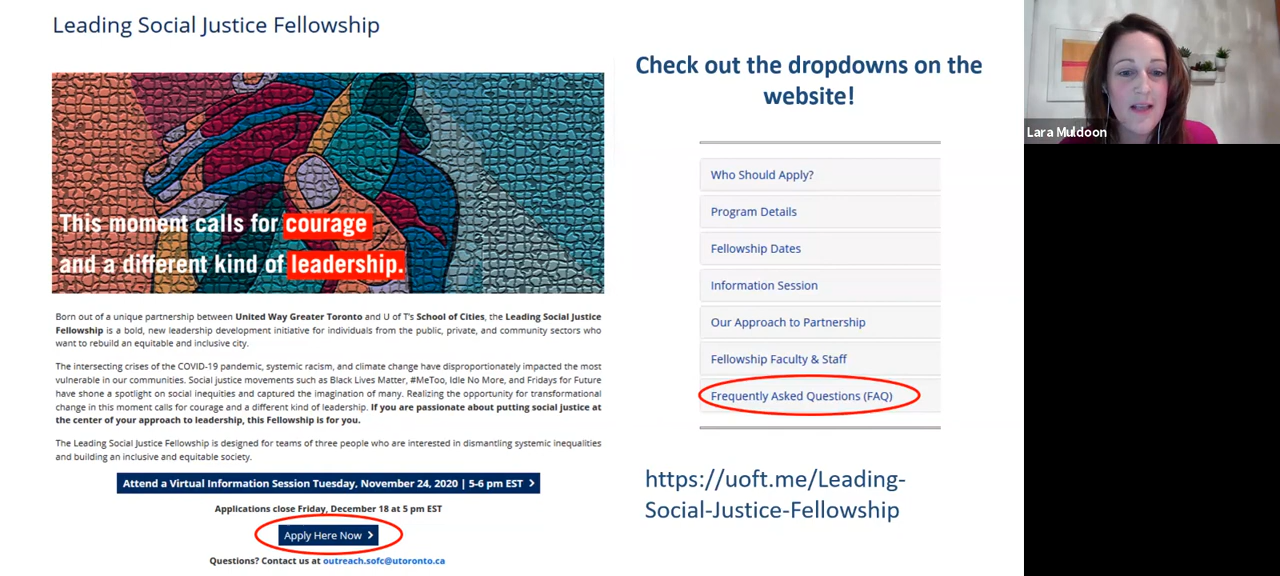 Leading Social Justice Fellowship
This moment calls for courage
and a different kind of leadership.
Born out of a unique partnership between United Way Greater Toronto and U of T's School of Cities, the Leading Social Justice
Fellowship is a bold, new leadership development initiative for individuals from the public, private, and community sectors who
want to rebuild an equitable and inclusive city.
The intersecting crises of the COVID-19 pandemic, systemic racism, and climate change have disproportionately impacted the most
vulnerable in our communities. Social justice movements such as Black Lives Matter, #MeToo, Idle No More, and Fridays for Future
have shone a spotlight on social inequities and captured the imagination of many. Realizing the opportunity for transformational
change in this moment calls for courage and a different kind of leadership. If you are passionate about putting social justice at
the center of your approach to leadership, this Fellowship is for you.
The Leading Social Justice Fellowship is designed for teams of three people who are interested in dismantling systemic inequalities
and building an inclusive and equitable society.
Attend a Virtual Information Session Tuesday, November 24, 2020 | 5-6 pm EST >
Applications close Friday, December 18 at 5 pm EST
Apply Here Now >
Questions? Contact us at outreach.sofc@utoronto.ca
Check out the dropdowns on the
website!
Who Should Apply?
Program Details
Fellowship Dates
Information Session
Our Approach to Partnership
Fellowship Faculty & Staff
Frequently Asked Questions (FAQ)
https://uoft.me/Leading-
Social-Justice-Fellowship
Lara Muldoon